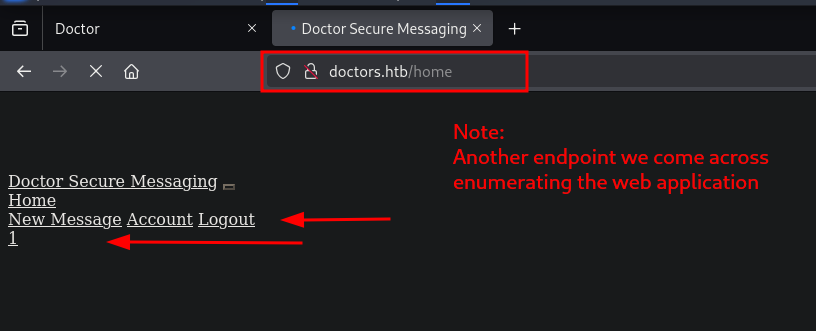 Doctor
Doctor Secure Messaging
doctors.htb/home
Note:
Another endpoint we come across
enumerating the web application
Doctor Secure Messaging
Home
New Message Account Logout
1